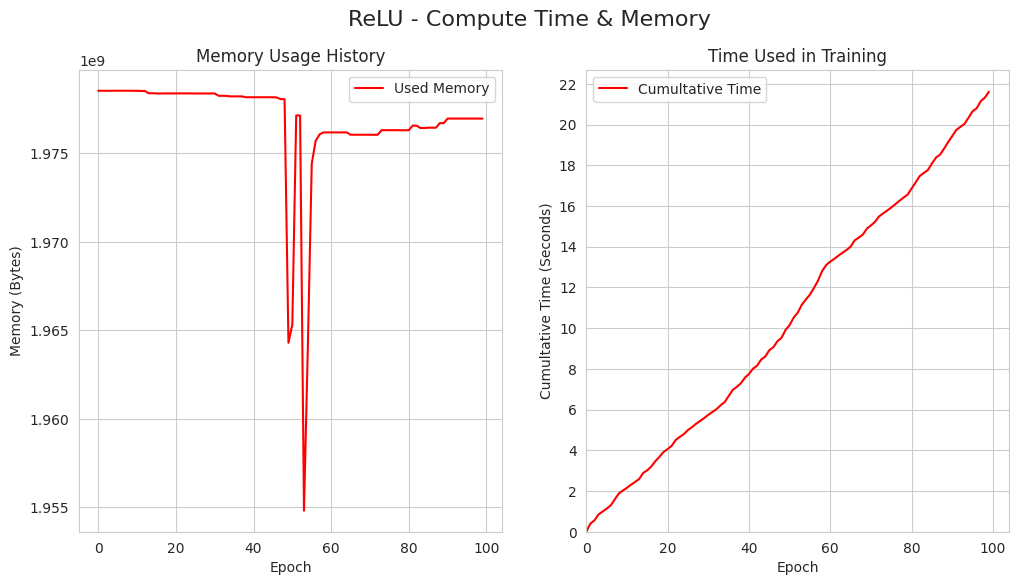 ReLU - Compute Time & Memory
Memory Usage History
1e9
Used Memory
1.975
1.970
1.965
1.960
1.955
Memory (Bytes)
0 20 40 60 80 100
Epoch
Time Used in Training
Cumultative Time
22
20
18
16
14
12
10
8
6
4
2
0
Cumultative Time (Seconds)
0 20 40 60 80 100
Epoch